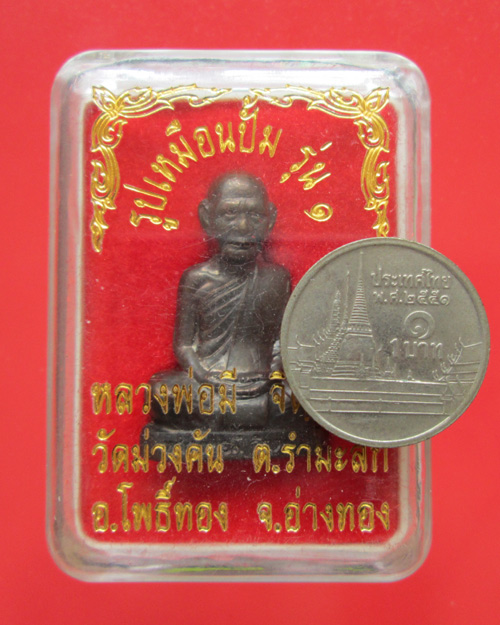 รูปเหมือนปั้ม รุ่น ๑
ประเทศไทย
พ.ศ.๒๕๕๑
๑
1 บาท
หลวงพ่อมี
วัดม่วงคัน ต.รำมะสัก
อ.โพธิ์ทอง จ.อ่างทอง